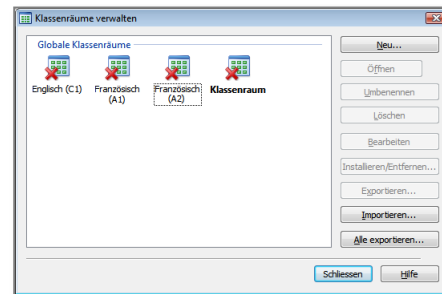 Klassenräume verwalten
Globale Klassenräume
Englisch (C1)
Französisch
(A1)
Französisch
(A2)
Klassenraum
Neu...
Öffnen
Umbenennen
Löschen
Bearbeiten
Installieren/Entfernen...
Exportieren...
Importieren...
Alle exportieren...
Schliessen
Hilfe